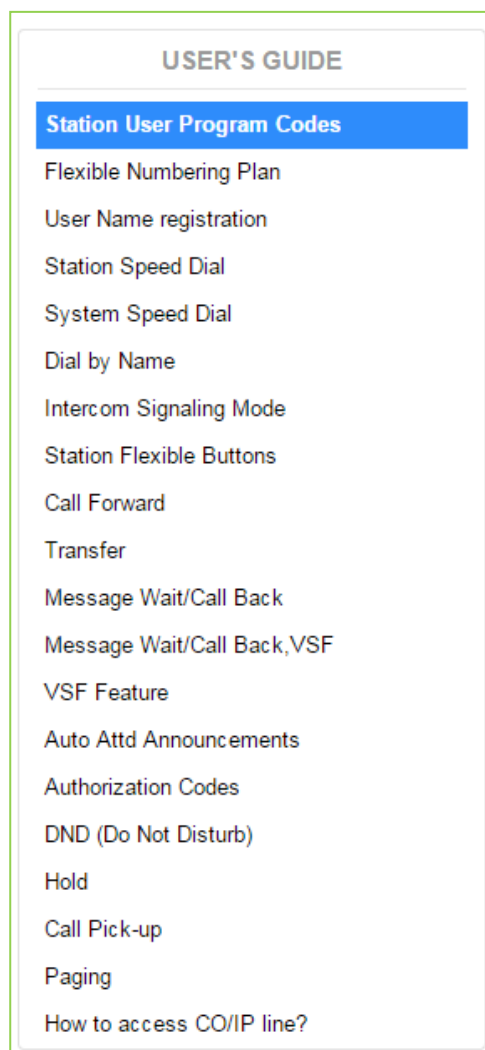 USER'S GUIDE
Station User Program Codes
Flexible Numbering Plan
User Name registration
Station Speed Dial
System Speed Dial
Dial by Name
Intercom Signaling Mode
Station Flexible Buttons
Call Forward
Transfer
Message Wait/Call Back
Message Wait/Call Back,VSF
VSF Feature
Auto Attd Announcements
Authorization Codes
DND (Do Not Disturb)
Hold
Call Pick-up
Paging
How to access CO/IP line?